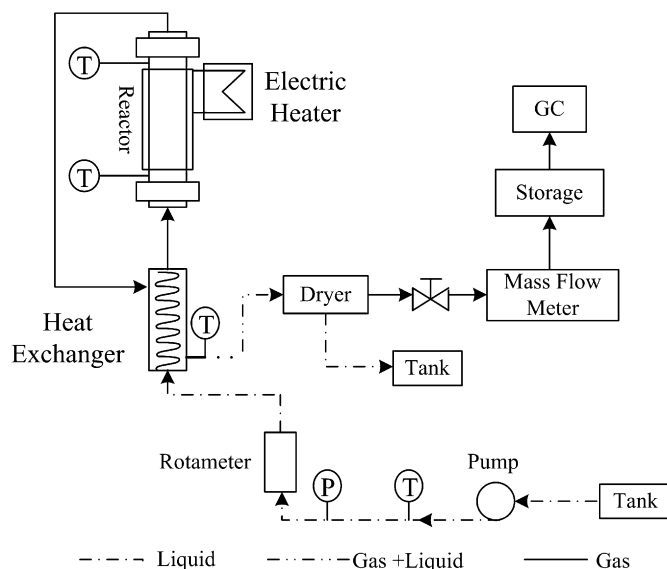 T
Reactor
Electric
Heater
T
GC
Storage
Mass Flow
Meter
Dryer
T
Heat
Exchanger
Tank
Rotameter
P
T
Pump
Tank
Liquid
Gas +Liquid
Gas